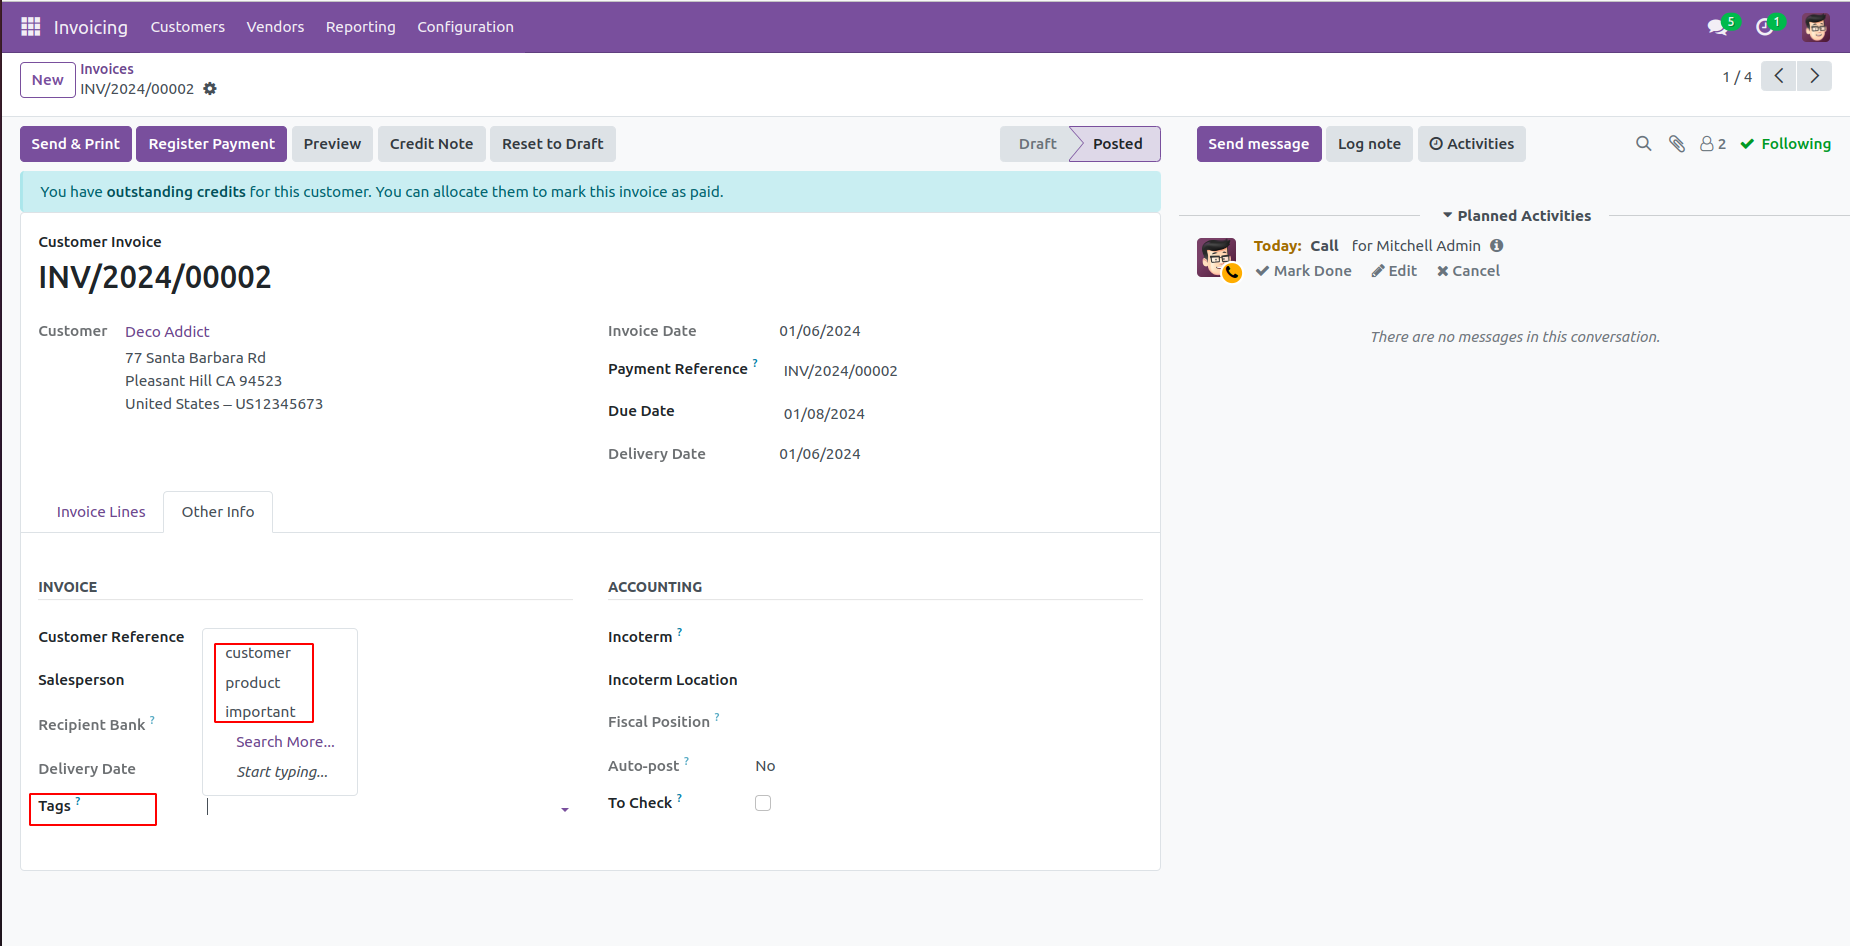 Invoicing Customers Vendors Reporting Configuration 5 1
New Invoices
INV/2024/00002
1 / 4
Send & Print Register Payment Preview Credit Note Reset to Draft Draft Posted
Send message Log note Activities 2 Following
You have outstanding credits for this customer. You can allocate them to mark this invoice as paid.
Planned Activities
Today: Call for Mitchell Admin
Mark Done Edit Cancel
There are no messages in this conversation.
Customer Invoice
INV/2024/00002
Customer Deco Addict
77 Santa Barbara Rd
Pleasant Hill CA 94523
United States – US12345673
Invoice Date 01/06/2024
Payment Reference ? INV/2024/00002
Due Date 01/08/2024
Delivery Date 01/06/2024
Invoice Lines Other Info
INVOICE
Customer Reference
Salesperson
Recipient Bank ?
Delivery Date
Tags ?
customer
product
important
Search More...
Start typing...
ACCOUNTING
Incoterm ?
Incoterm Location
Fiscal Position ?
Auto-post ? No
To Check ?